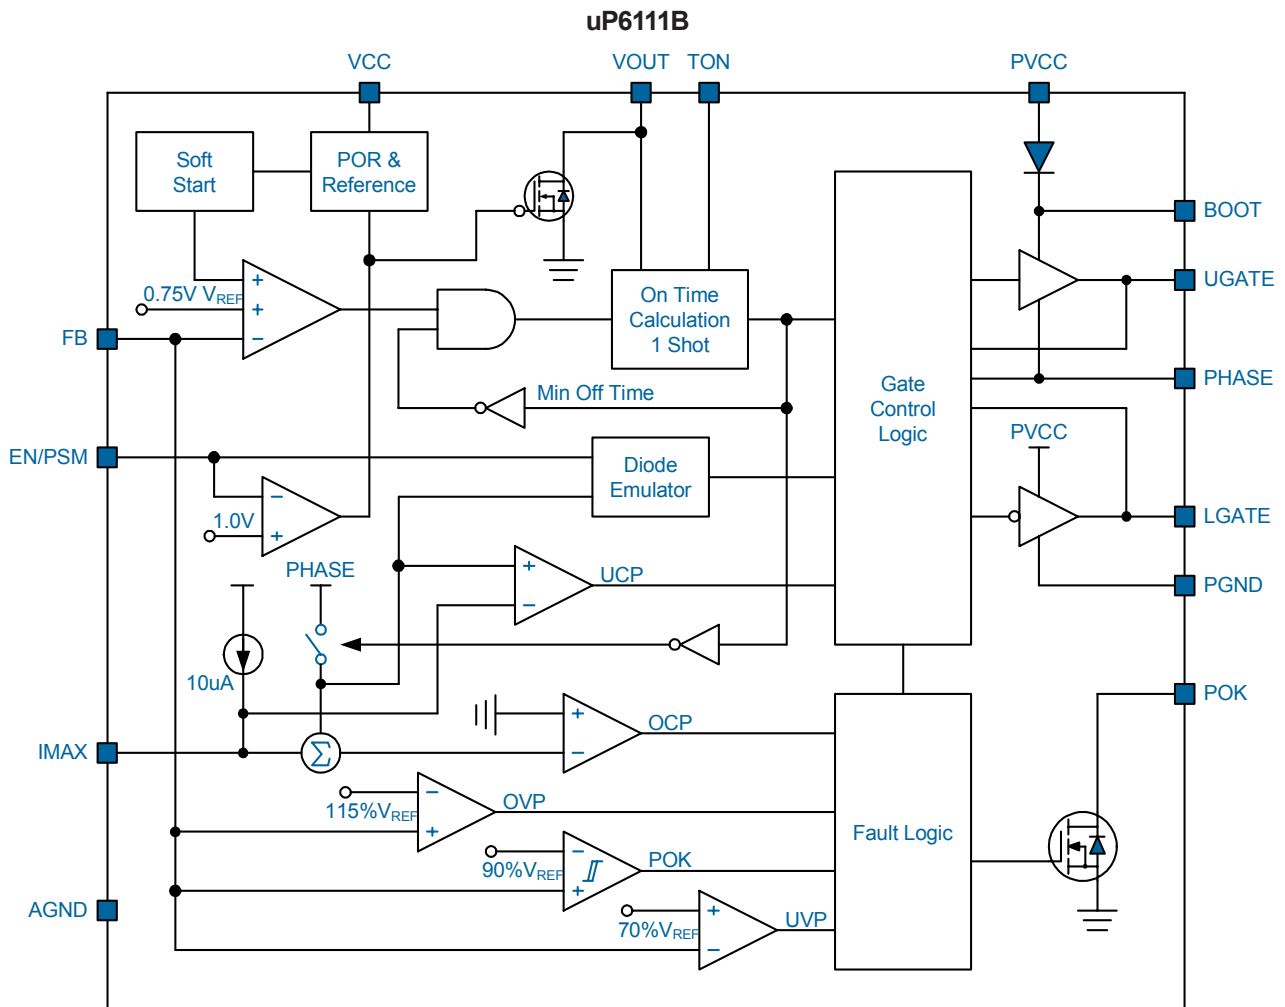 uP6111B
VCC
VOUT
TON
PVCC
Soft
Start
POR &
Reference
BOOT
0.75V VREF
+
+
−
On Time
Calculation
1 Shot
UGATE
FB
Min Off Time
Gate
Control
Logic
PHASE
EN/PSM
Diode
Emulator
PVCC
−
1.0V
+
LGATE
PHASE
+
−
UCP
PGND
10uA
POK
+
−
OCP
IMAX
Σ
−
115%VREF
+
OVP
Fault Logic
−
90%VREF
+
POK
AGND
+
70%VREF
−
UVP